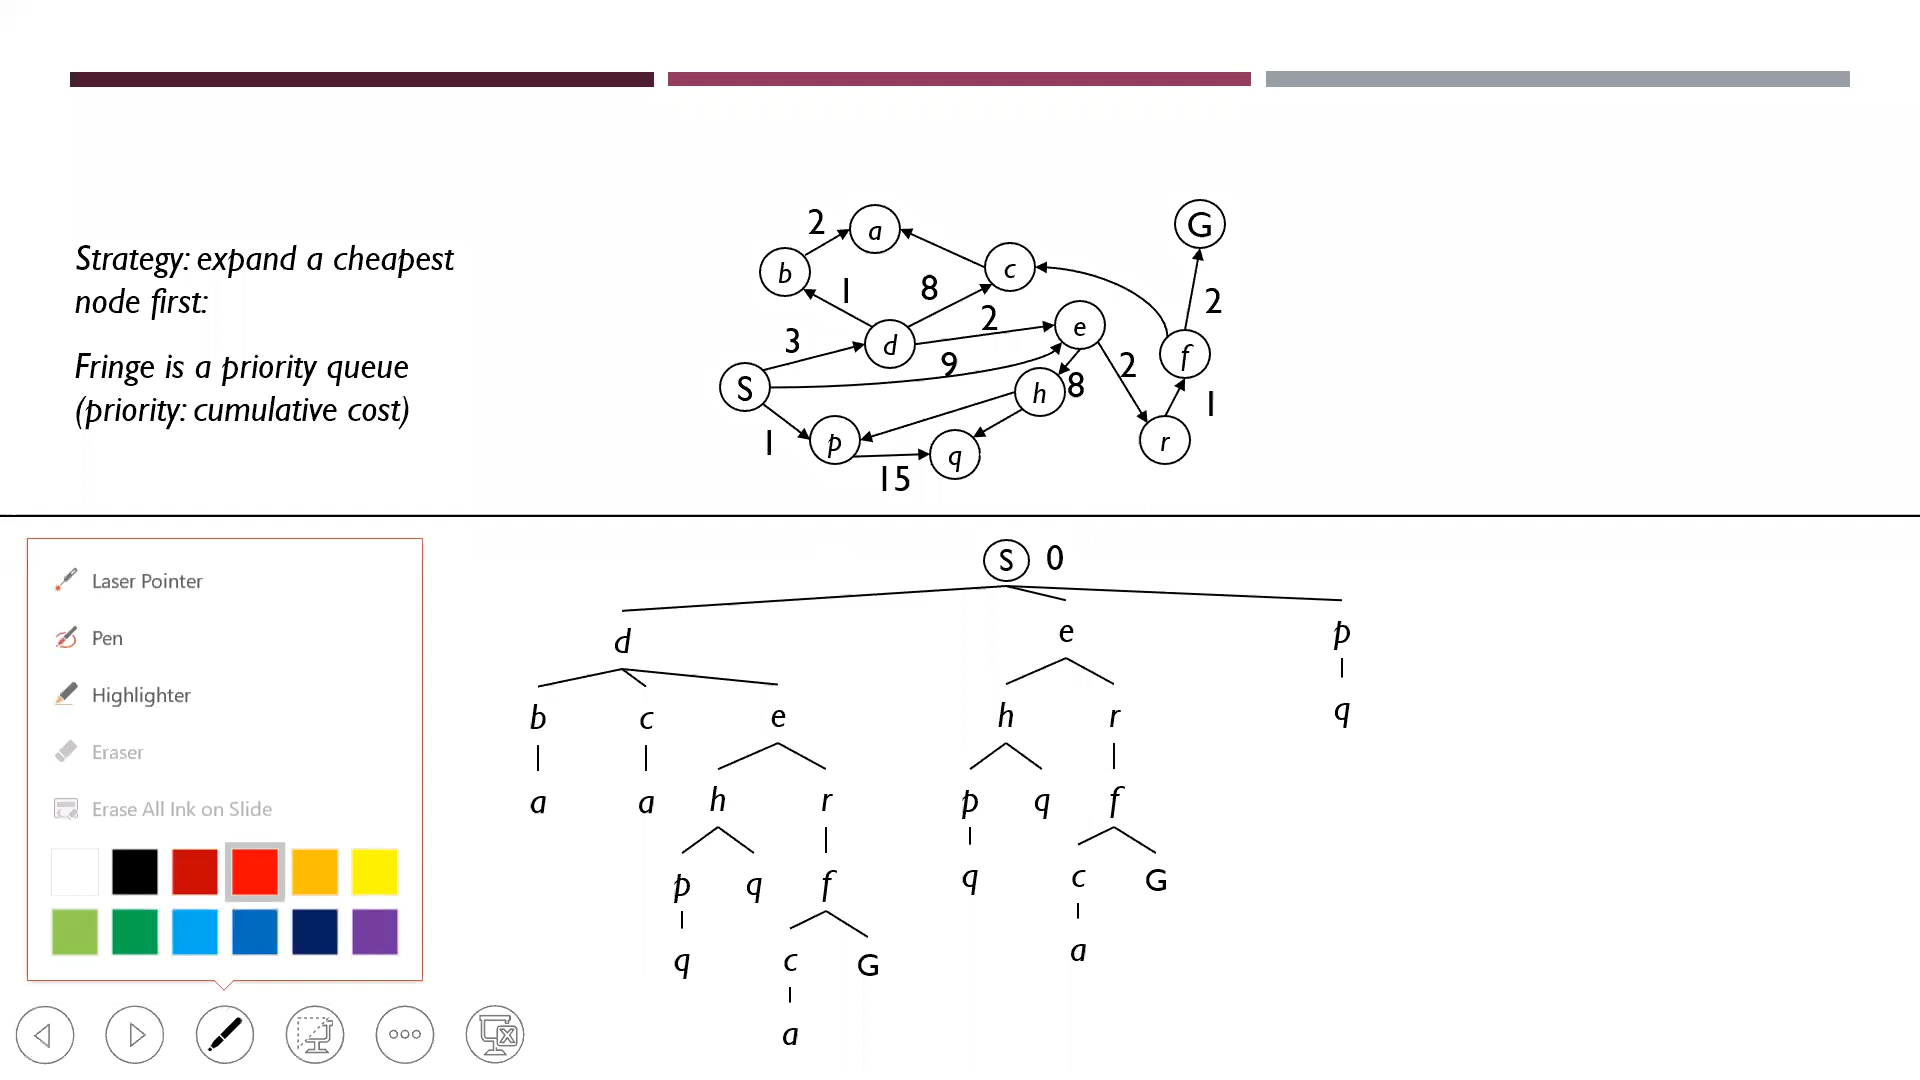 Strategy: expand a cheapest
node first:
Fringe is a priority queue
(priority: cumulative cost)
2 a G
b c
1 8 2
2 e
3 d f
9 2
S h 8 1
1 p q r
15
Laser Pointer
Pen
Highlighter
Eraser
Erase All Ink on Slide
S 0
d e p
b c e h r q
a a h r p q f
p q f q c G
q c G a
a